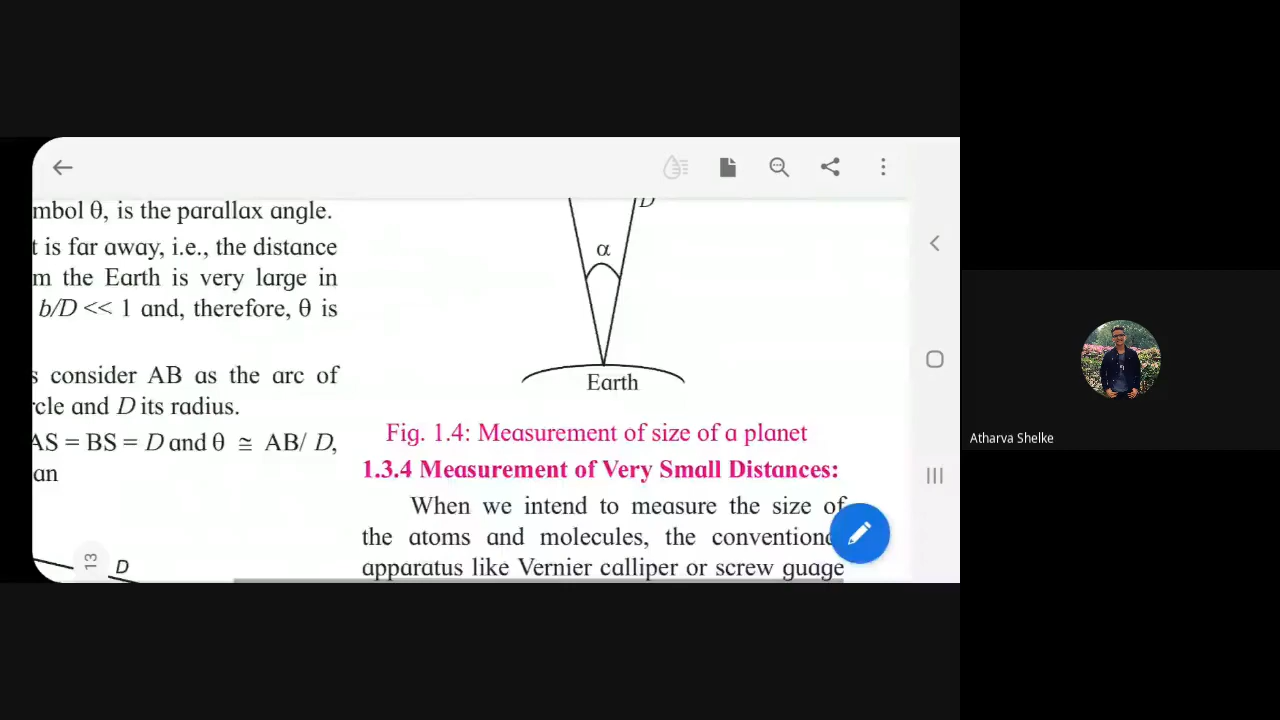 mbol θ, is the parallax angle.
t is far away, i.e., the distance
m the Earth is very large in
b/D << 1 and, therefore, θ is
s consider AB as the arc of
rcle and D its radius.
AS = BS = D and θ ≅ AB/ D,
an
13
D
D
α
Earth
Fig. 1.4: Measurement of size of a planet
1.3.4 Measurement of Very Small Distances:
When we intend to measure the size of
the atoms and molecules, the conventiona
apparatus like Vernier calliper or screw guage
Atharva Shelke